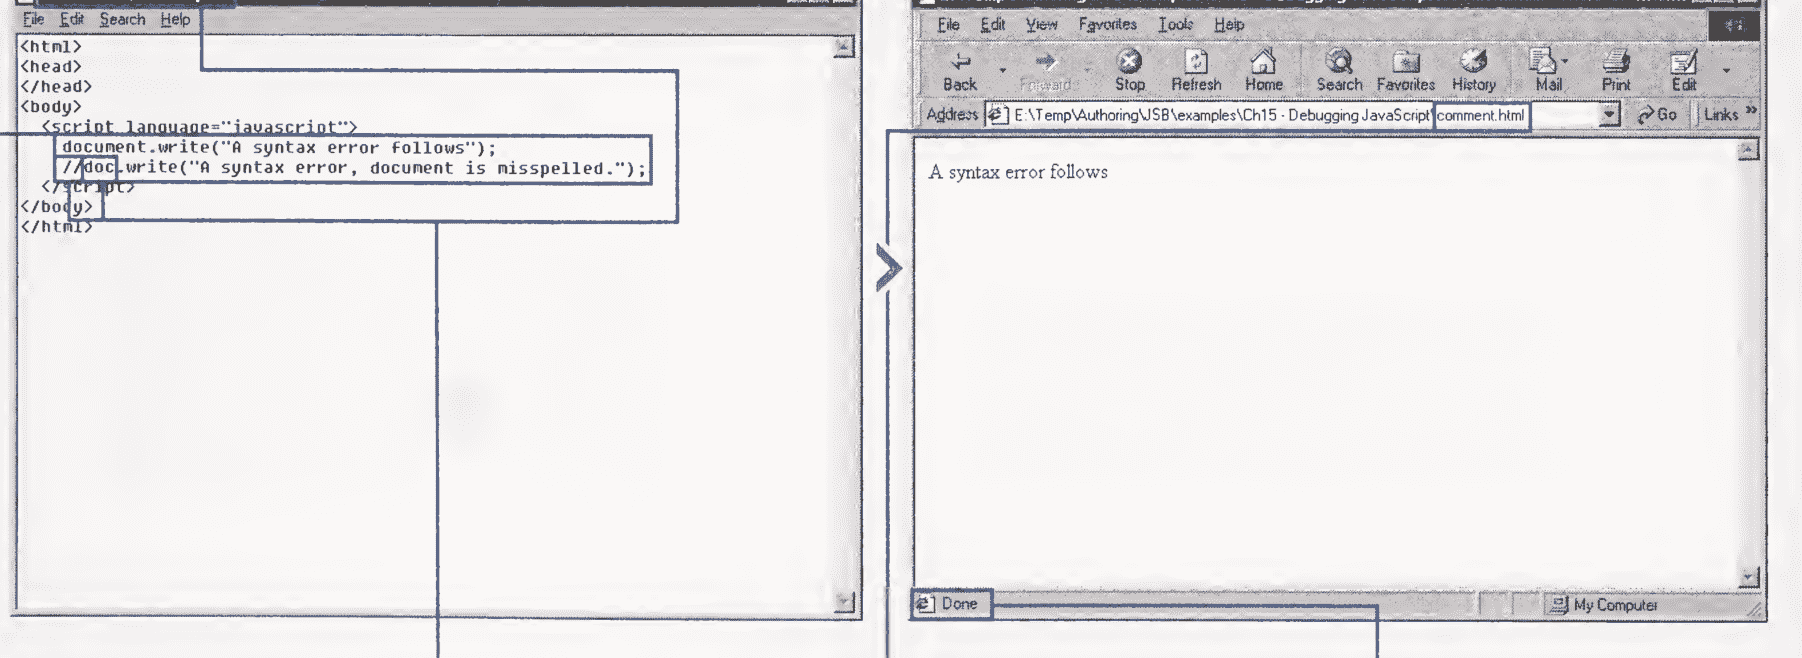 File Edit Search Help
<html>
<head>
</head>
<body>
<script language="javascript">
document.write("A syntax error follows");
//doc.write("A syntax error, document is misspelled.");
</script>
</body>
</html>
File Edit View Favorites Tools Help
Back Forward Stop Refresh Home Search Favorites History Mail Print Edit
Address E:\Temp\Authoring\JSB\examples\Ch15 - Debugging JavaScript\comment.html Go Links »
A syntax error follows
Done My Computer